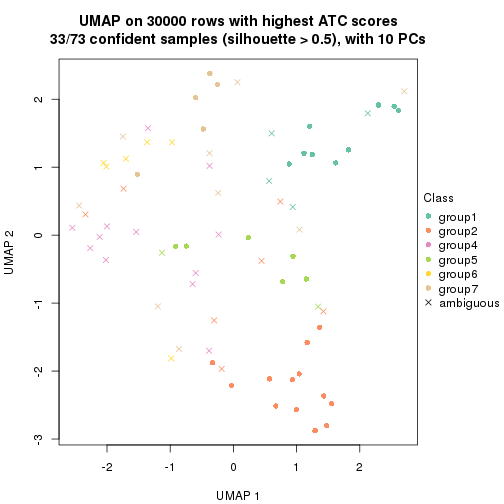 UMAP on 30000 rows with highest ATC scores
33/73 confident samples (silhouette > 0.5), with 10 PCs
2
1
0
-1
-2
-3
UMAP 2
-2
-1
0
1
2
UMAP 1
Class
group1
group2
group4
group5
group6
group7
ambiguous